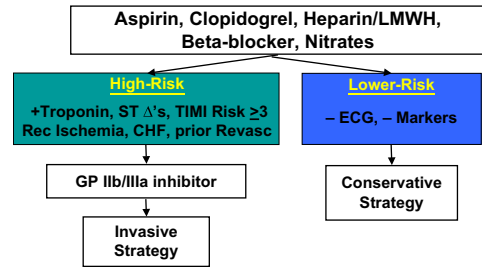 Aspirin, Clopidogrel, Heparin/LMWH,
Beta-blocker, Nitrates
High-Risk
+Troponin, ST Δ's, TIMI Risk ≥3
Rec Ischemia, CHF, prior Revasc
Lower-Risk
– ECG, – Markers
GP IIb/IIIa inhibitor
Conservative
Strategy
Invasive
Strategy